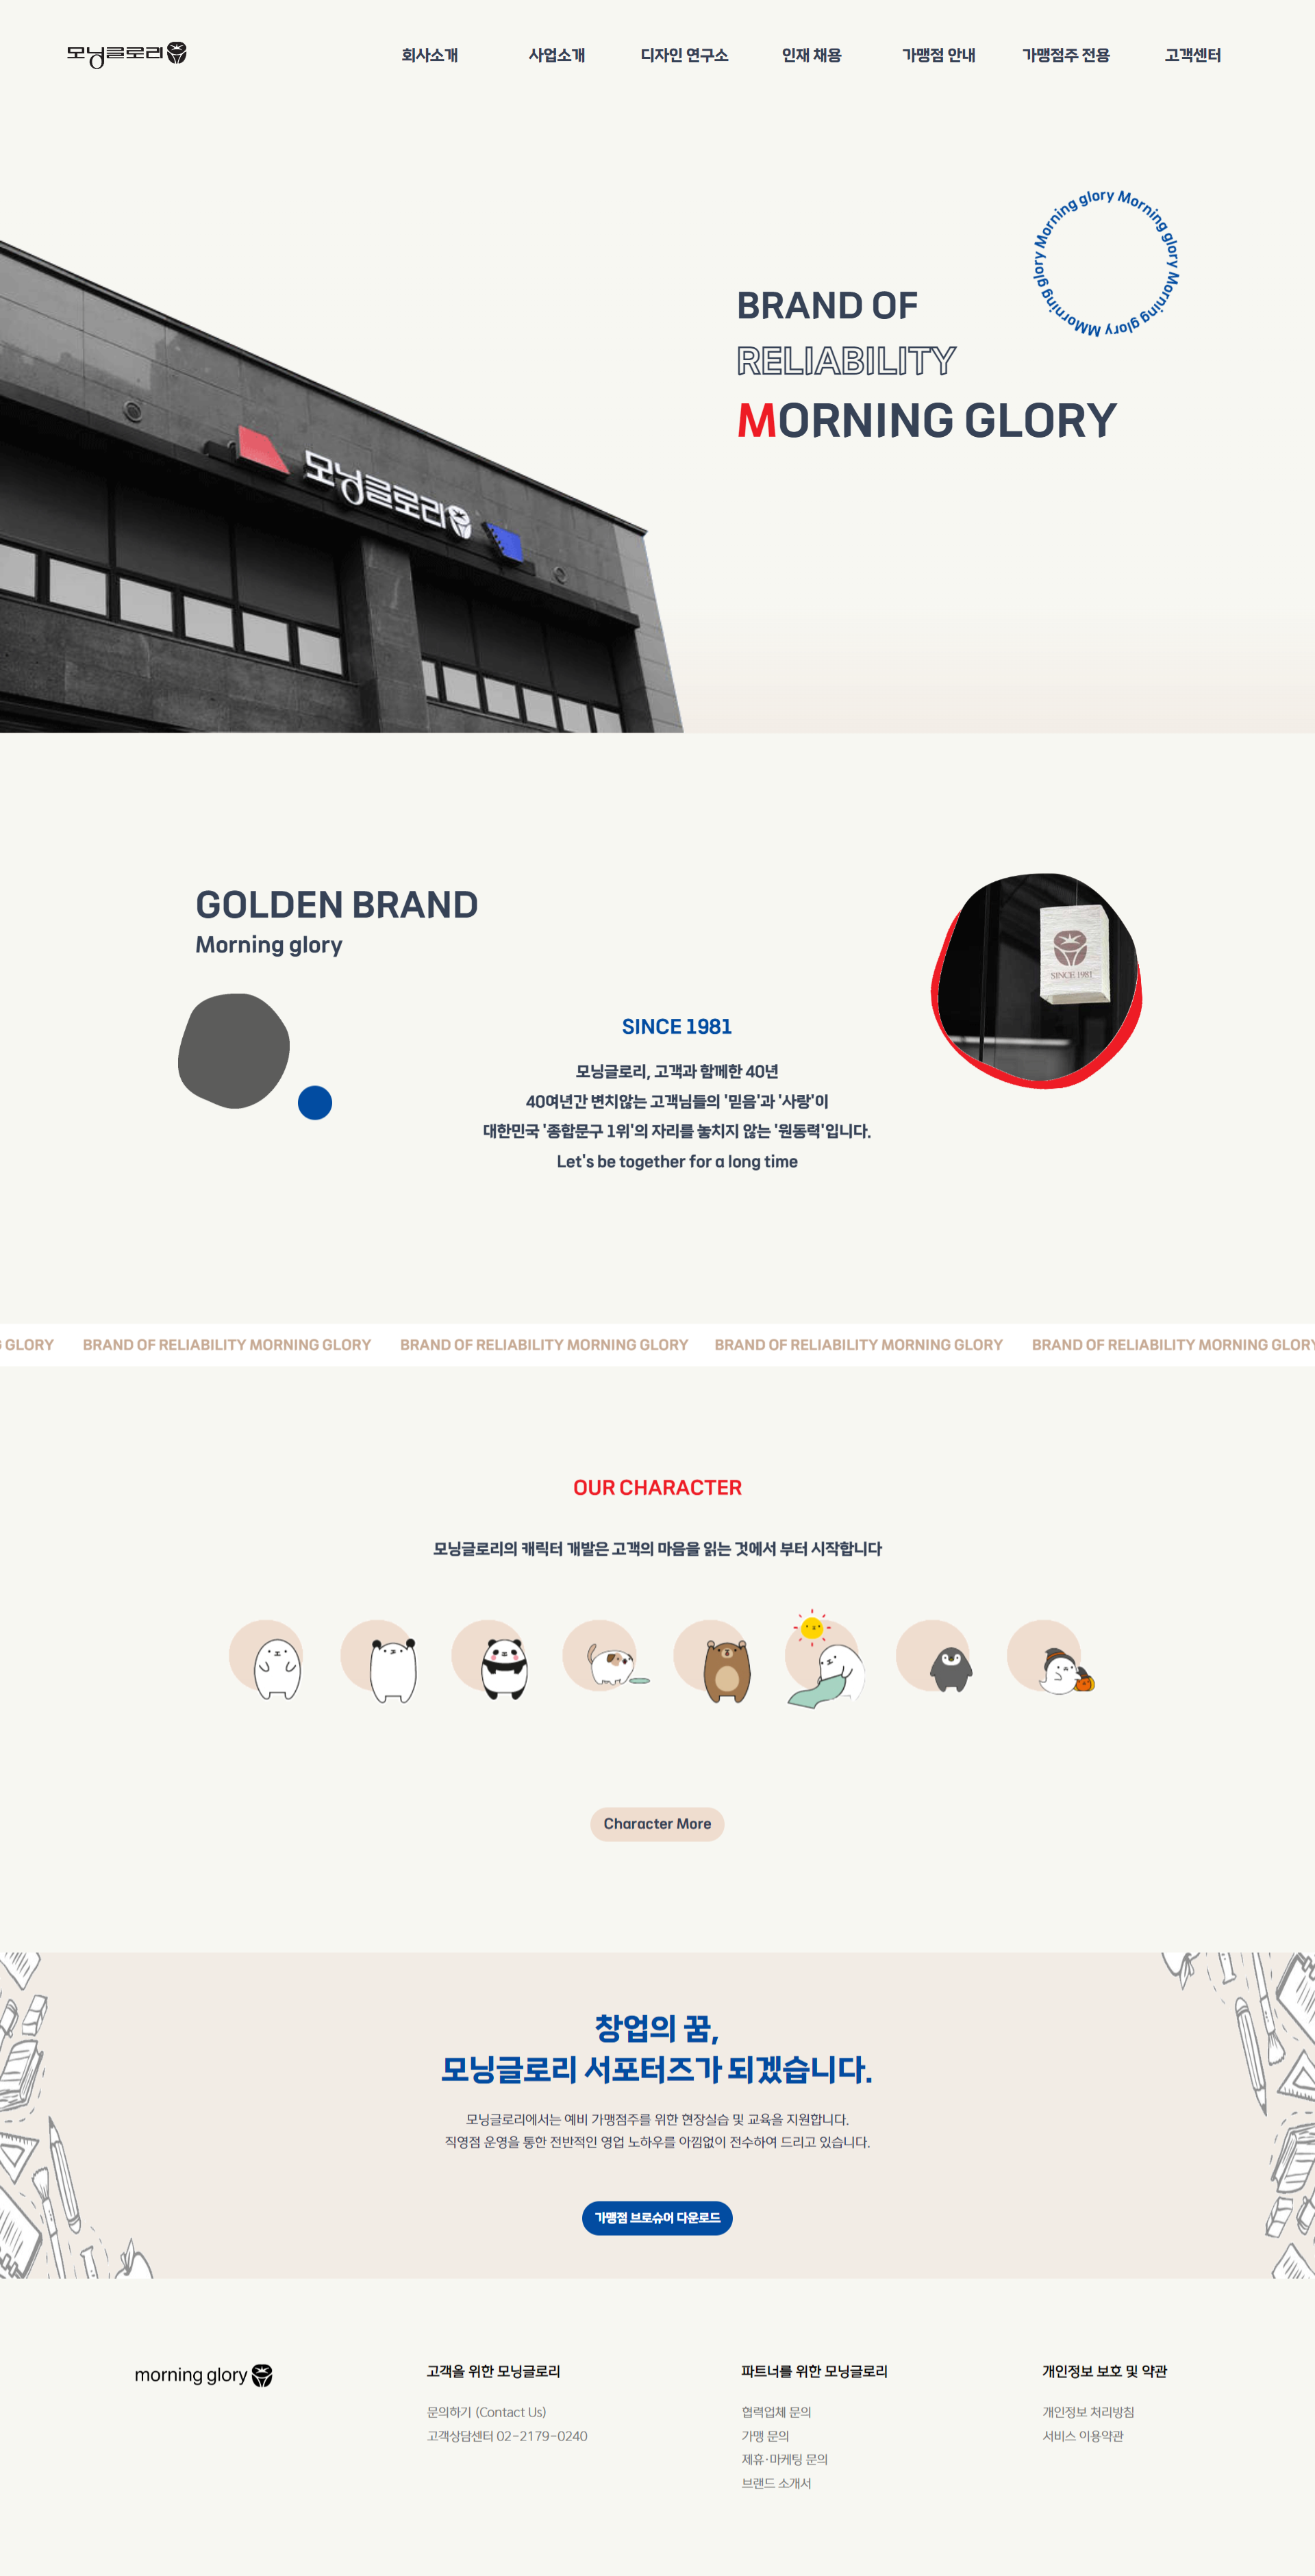 모닝글로리
회사소개 사업소개 디자인 연구소 인재 채용 가맹점 안내 가맹점주 전용 고객센터
Morning glory Morning glory Morning glory MMorning glory
BRAND OF
RELIABILITY
MORNING GLORY
모닝글로리
GOLDEN BRAND
Morning glory
SINCE 1981
SINCE 1981
모닝글로리, 고객과 함께한 40년
40여년간 변치않는 고객님들의 '믿음'과 '사랑'이
대한민국 '종합문구 1위'의 자리를 놓치지 않는 '원동력'입니다.
Let's be together for a long time
GLORY BRAND OF RELIABILITY MORNING GLORY BRAND OF RELIABILITY MORNING GLORY BRAND OF RELIABILITY MORNING GLORY BRAND OF RELIABILITY MORNING GLORY
OUR CHARACTER
모닝글로리의 캐릭터 개발은 고객의 마음을 읽는 것에서 부터 시작합니다
Character More
창업의 꿈,
모닝글로리 서포터즈가 되겠습니다.
모닝글로리에서는 예비 가맹점주를 위한 현장실습 및 교육을 지원합니다.
직영점 운영을 통한 전반적인 영업 노하우를 아낌없이 전수하여 드리고 있습니다.
가맹점 브로슈어 다운로드
morning glory
고객을 위한 모닝글로리
문의하기 (Contact Us)
고객상담센터 02-2179-0240
파트너를 위한 모닝글로리
협력업체 문의
가맹 문의
제휴·마케팅 문의
브랜드 소개서
개인정보 보호 및 약관
개인정보 처리방침
서비스 이용약관